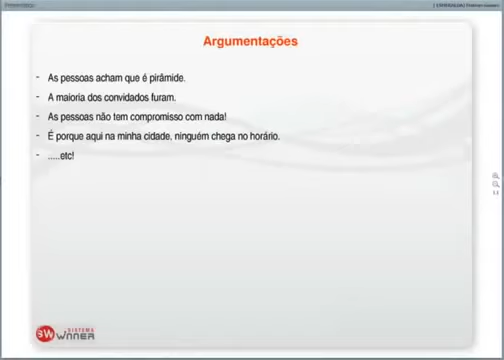 Argumentações
- As pessoas acham que é pirâmide.
- A maioria dos convidados furam.
- As pessoas não tem compromisso com nada!
- É porque aqui na minha cidade, ninguém chega no horário.
- .....etc!
SW SISTEMA
WINNER